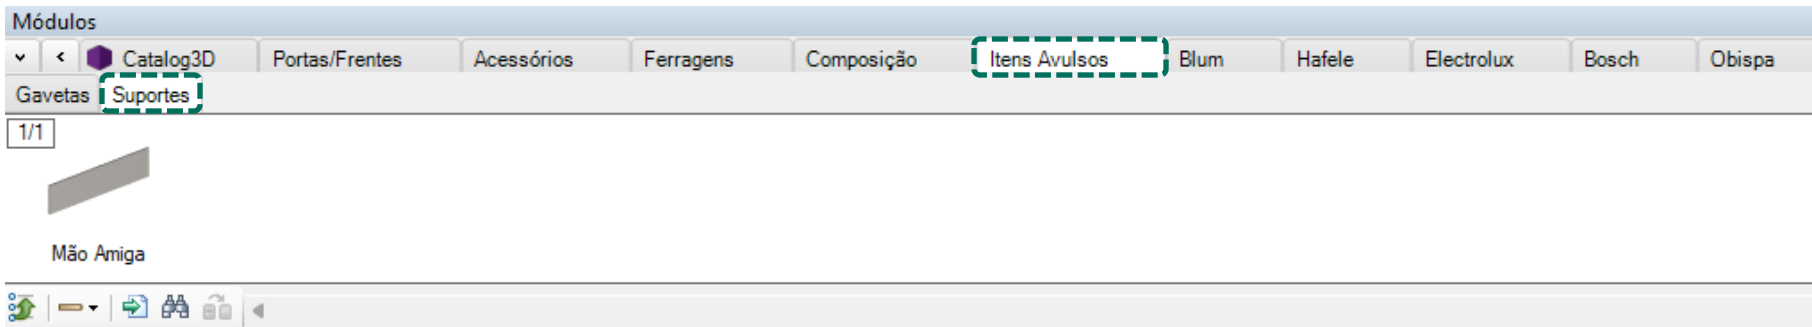 Módulos
Catalog3D Portas/Frentes Acessórios Ferragens Composição Itens Avulsos Blum Hafele Electrolux Bosch Obispa
Gavetas Suportes
1/1
Mão Amiga